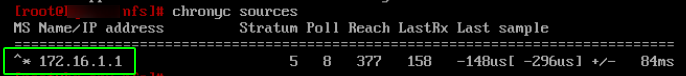 nfs]# chronyc sources
MS Name/IP address Stratum Poll Reach LastRx Last sample
===============================================================================
^* 172.16.1.1 5 8 377 158 -148us[ -296us] +/- 84ms